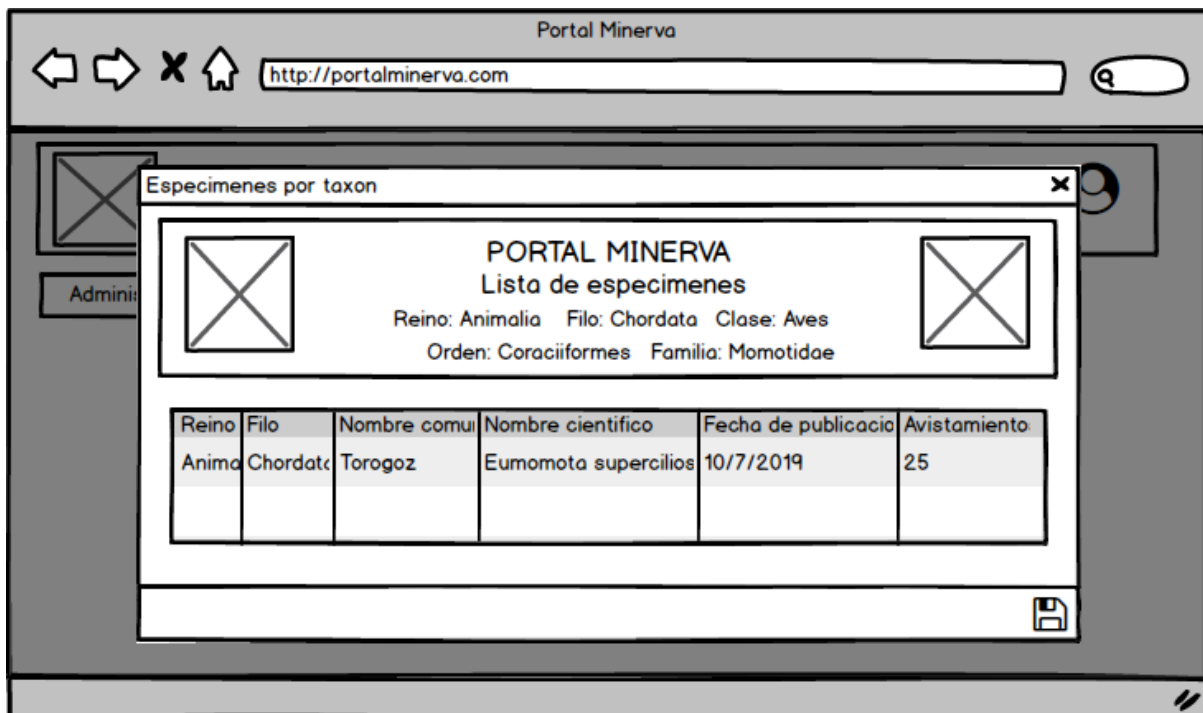 Portal Minerva
http://portalminerva.com
Especimenes por taxon
PORTAL MINERVA
Lista de especimenes
Reino: Animalia Filo: Chordata Clase: Aves
Adminis
Orden: Coraciiformes Familia: Momotidae
Reino Filo Nombre comun Nombre cientifico Fecha de publicacio Avistamiento
Anima Chordata Torogoz Eumomota supercilios 10/7/2019 25